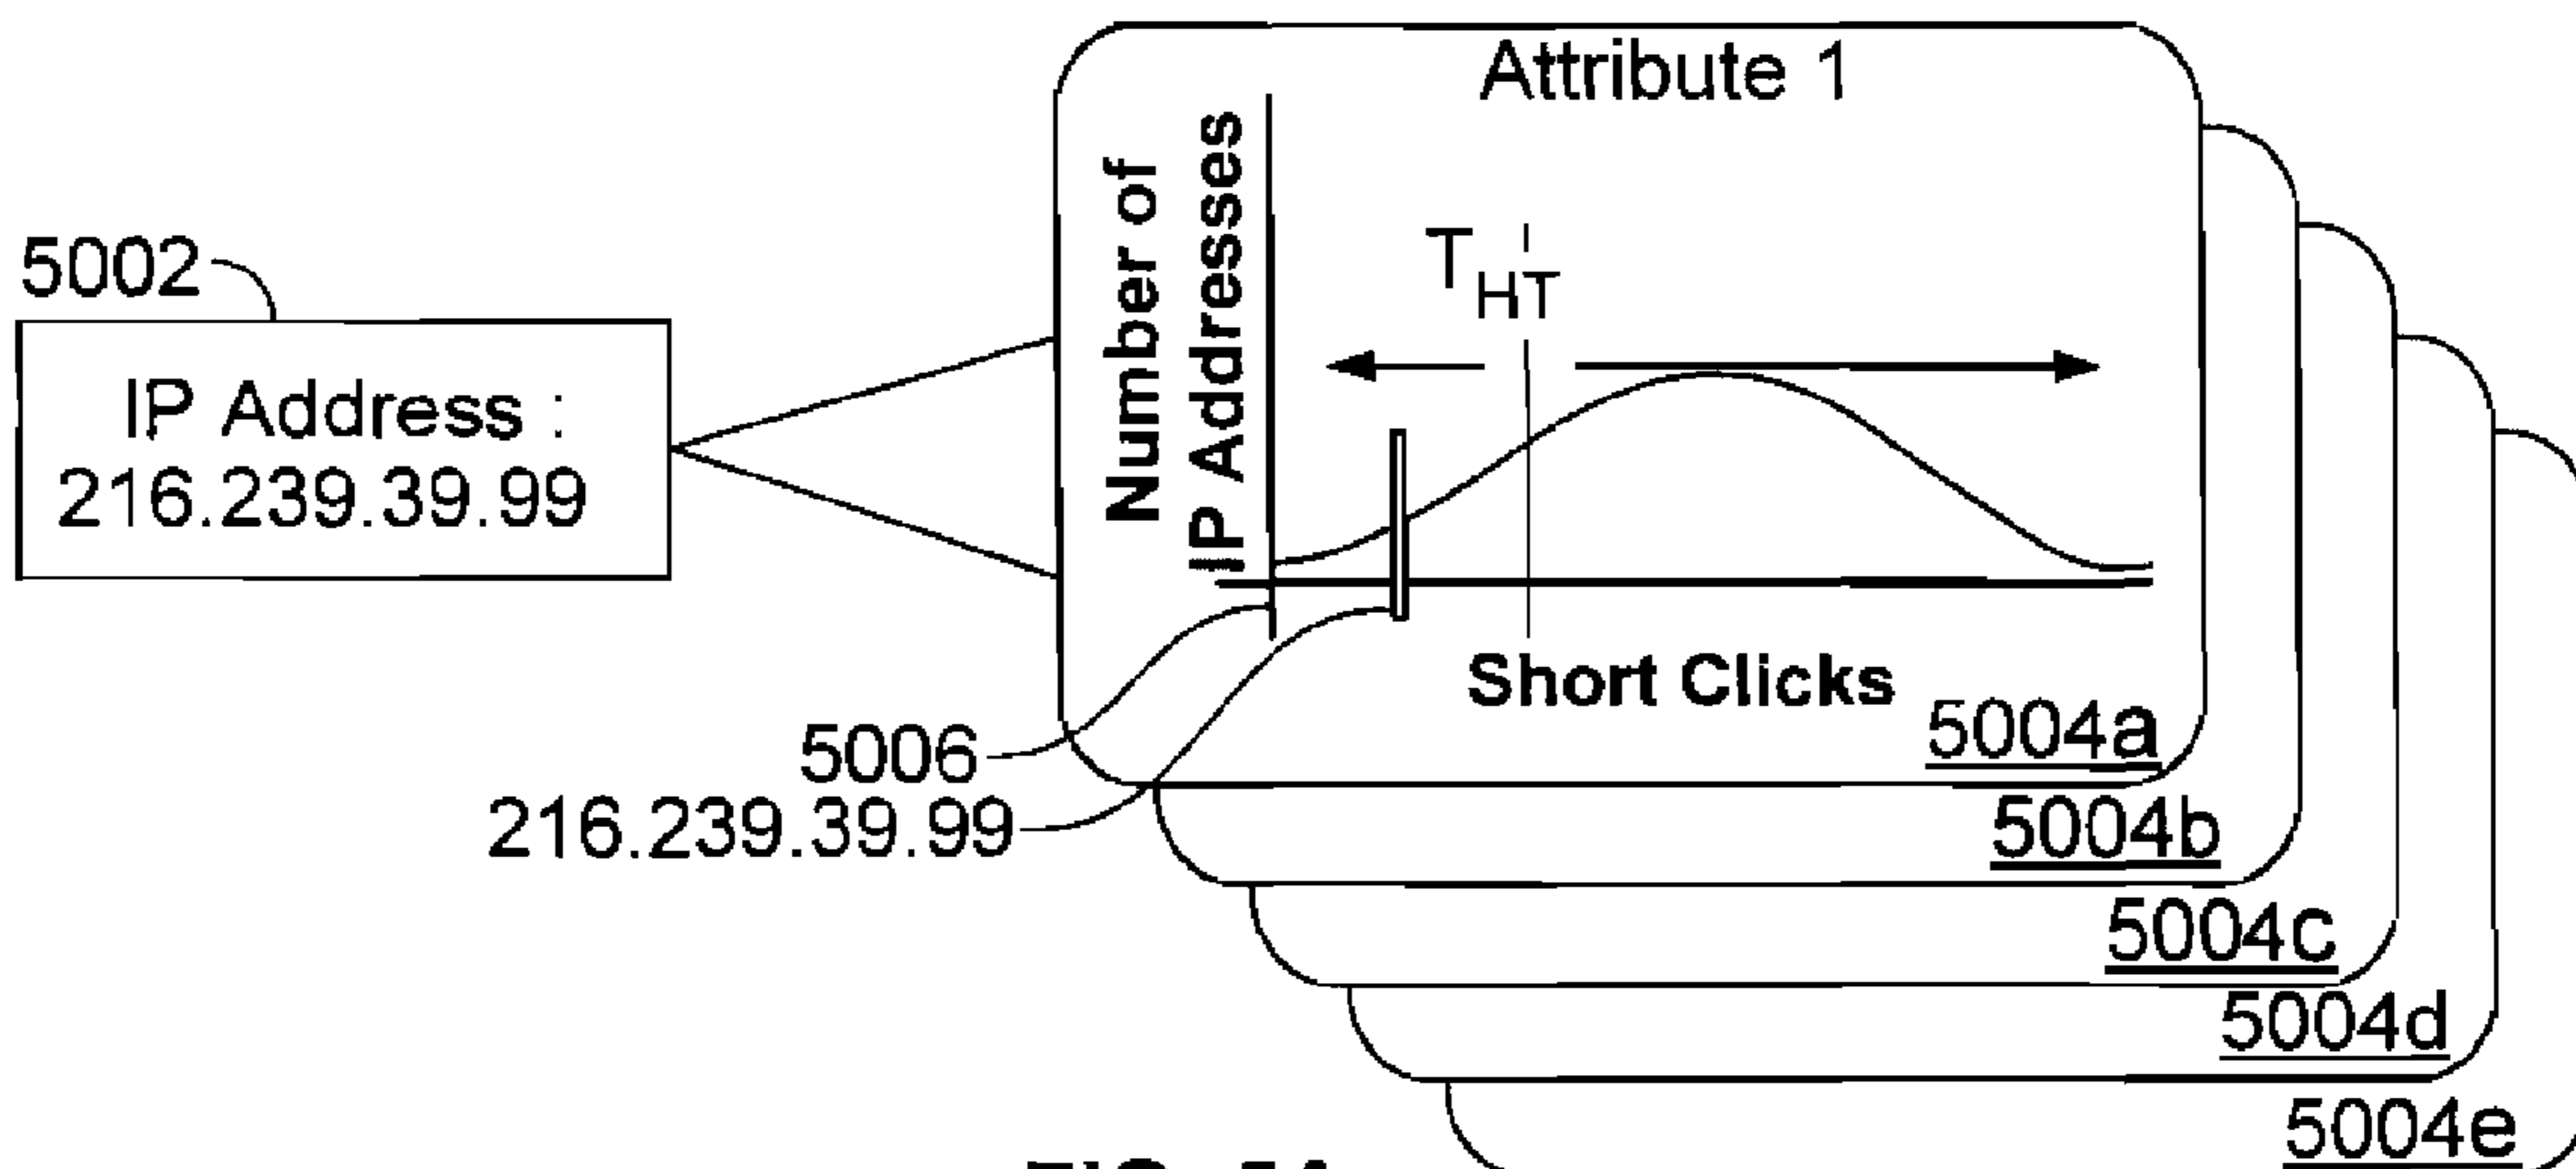 Attribute 1
Number of
IP Addresses
T HT
5002
IP Address :
216.239.39.99
Short Clicks
5004a
5006
216.239.39.99
5004b
5004c
5004d
5004e